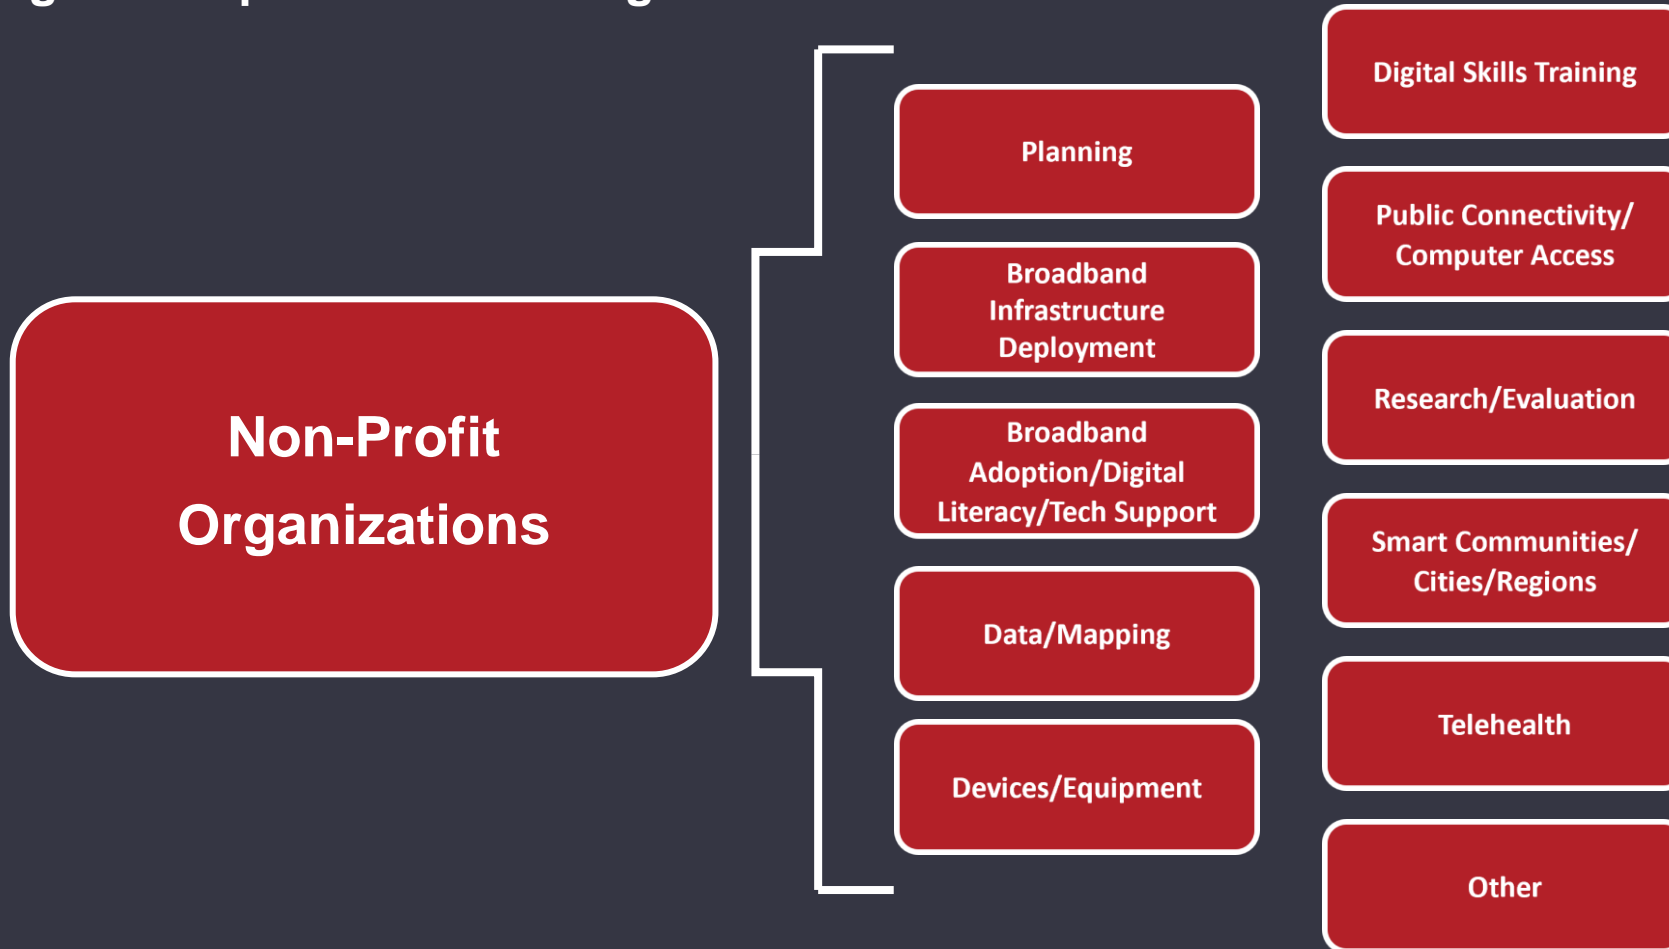 Non-Profit
Organizations
Planning
Broadband
Infrastructure
Deployment
Broadband
Adoption/Digital
Literacy/Tech Support
Data/Mapping
Devices/Equipment
Digital Skills Training
Public Connectivity/
Computer Access
Research/Evaluation
Smart Communities/
Cities/Regions
Telehealth
Other